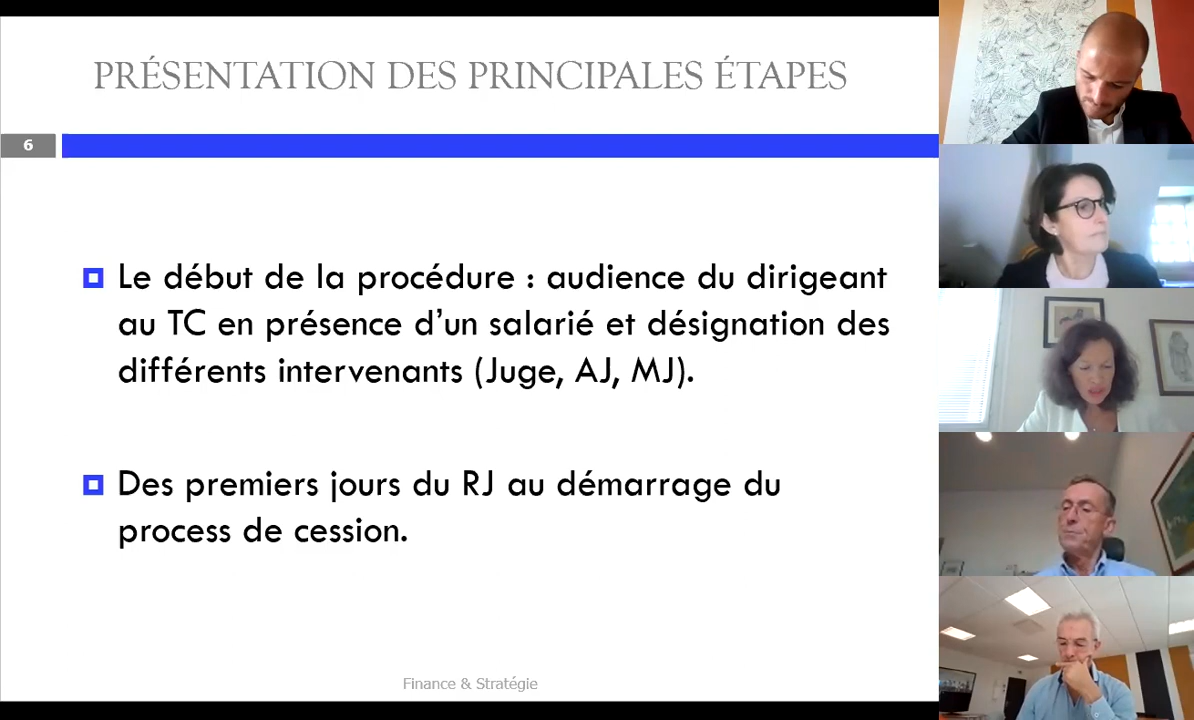 PRÉSENTATION DES PRINCIPALES ÉTAPES
6
Le début de la procédure : audience du dirigeant
au TC en présence d’un salarié et désignation des
différents intervenants (Juge, AJ, MJ).
Des premiers jours du RJ au démarrage du
process de cession.
Finance & Stratégie